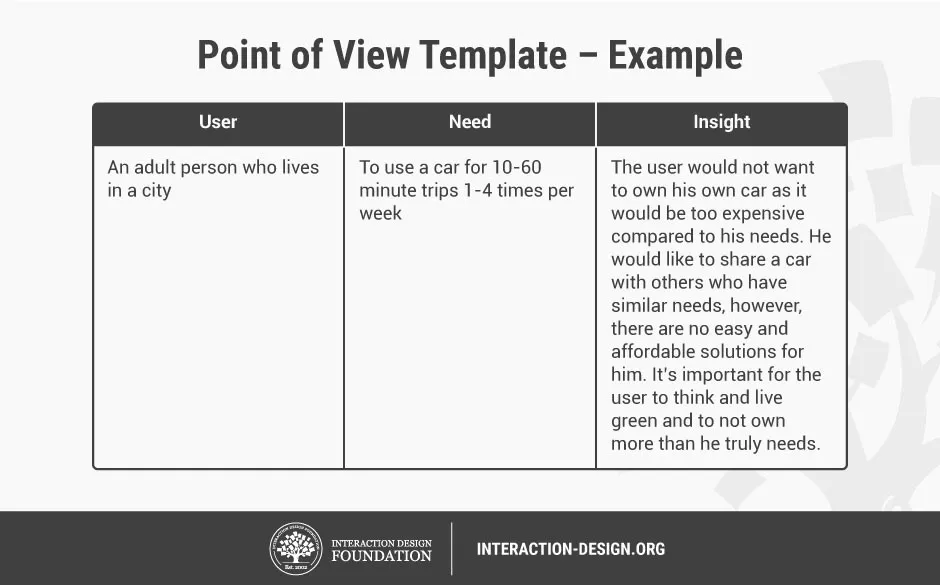 Point of View Template – Example
User
Need
Insight
An adult person who lives
in a city
To use a car for 10-60
minute trips 1-4 times per
week
The user would not want
to own his own car as it
would be too expensive
compared to his needs. He
would like to share a car
with others who have
similar needs, however,
there are no easy and
affordable solutions for
him. It's important for the
user to think and live
green and to not own
more than he truly needs.
INTERACTION DESIGN FOUNDATION
Est. 2002
INTERACTION DESIGN
FOUNDATION
INTERACTION-DESIGN.ORG